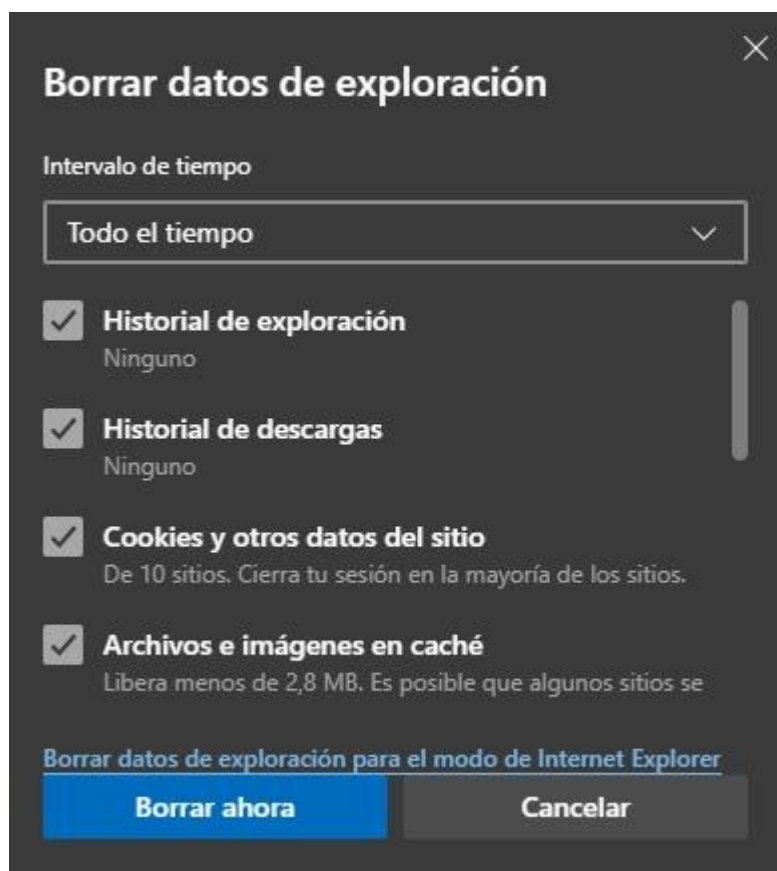 Borrar datos de exploración
Intervalo de tiempo
Todo el tiempo
Historial de exploración
Ninguno
Historial de descargas
Ninguno
Cookies y otros datos del sitio
De 10 sitios. Cierra tu sesión en la mayoría de los sitios.
Archivos e imágenes en caché
Libera menos de 2,8 MB. Es posible que algunos sitios se
Borrar datos de exploración para el modo de Internet Explorer
Borrar ahora
Cancelar